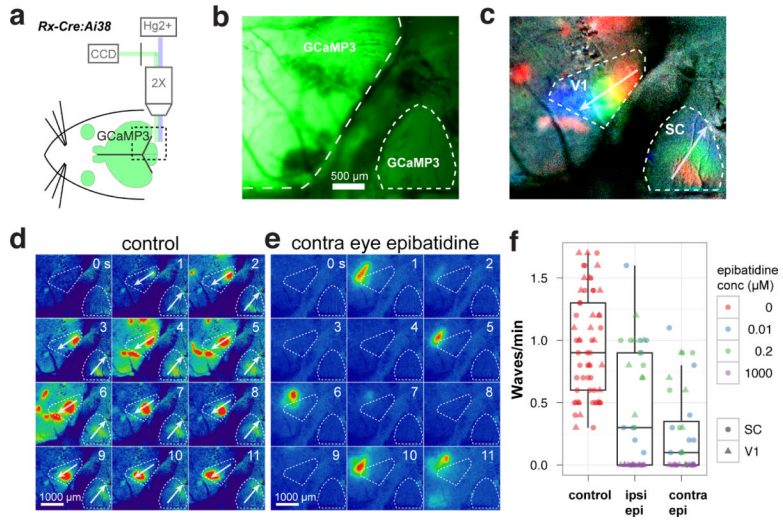 a
Rx-Cre:Ai38
Hg2+
CCD
2X
GCaMP3
b
GCaMP3
GCaMP3
500 µm
c
V1
SC
d
control
0 s
1
2
3
4
5
6
7
8
9
10
11
1000 µm
e
contra eye epibatidine
0 s
1
2
3
4
5
6
7
8
9
10
11
1000 µm
f
Waves/min
1.5
1.0
0.5
0.0
control
ipsi
epi
contra
epi
epibatidine
conc (µM)
0
0.01
0.2
1000
SC
V1